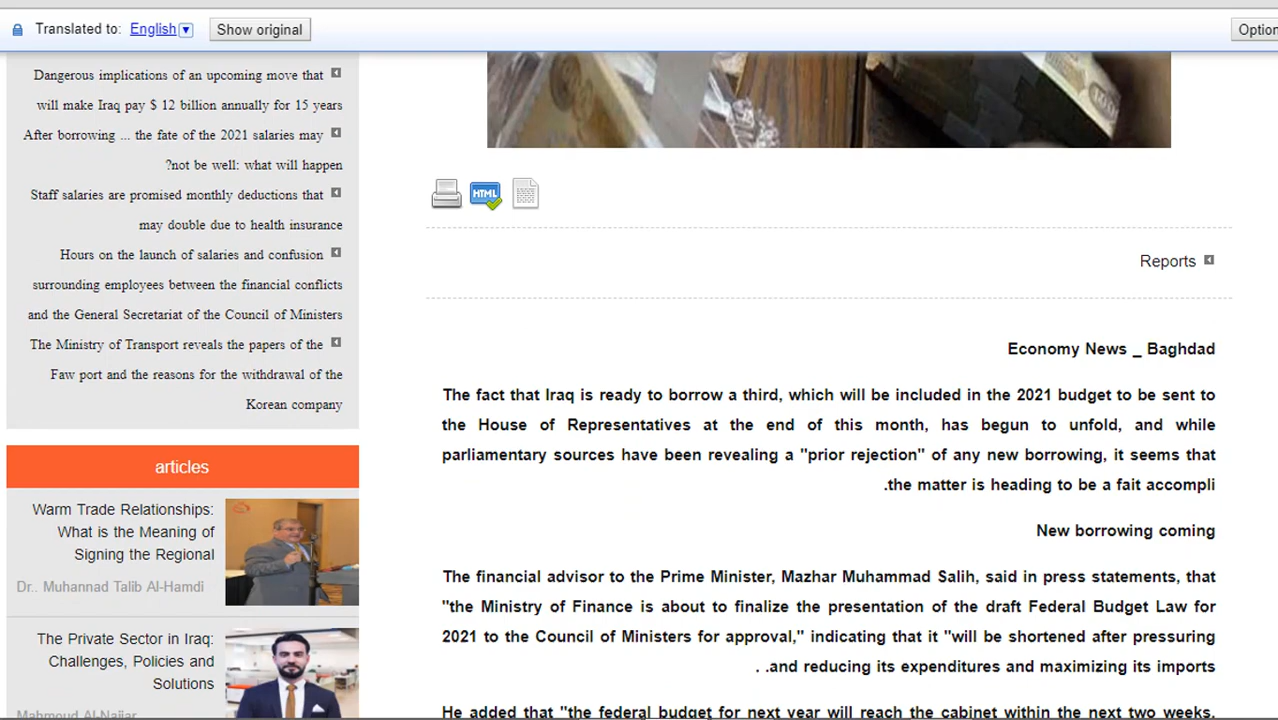 Translated to: English Show original Option
Dangerous implications of an upcoming move that
will make Iraq pay $ 12 billion annually for 15 years
After borrowing ... the fate of the 2021 salaries may
?not be well: what will happen
Staff salaries are promised monthly deductions that
may double due to health insurance
Hours on the launch of salaries and confusion
surrounding employees between the financial conflicts
and the General Secretariat of the Council of Ministers
The Ministry of Transport reveals the papers of the
Faw port and the reasons for the withdrawal of the
Korean company
articles
Warm Trade Relationships:
What is the Meaning of
Signing the Regional
Dr.. Muhannad Talib Al-Hamdi
The Private Sector in Iraq:
Challenges, Policies and
Solutions
Mahmoud Al-Najjar
HTML
Reports
Economy News _ Baghdad
The fact that Iraq is ready to borrow a third, which will be included in the 2021 budget to be sent to
the House of Representatives at the end of this month, has begun to unfold, and while
parliamentary sources have been revealing a "prior rejection" of any new borrowing, it seems that
.the matter is heading to be a fait accompli
New borrowing coming
The financial advisor to the Prime Minister, Mazhar Muhammad Salih, said in press statements, that
"the Ministry of Finance is about to finalize the presentation of the draft Federal Budget Law for
2021 to the Council of Ministers for approval," indicating that it "will be shortened after pressuring
. .and reducing its expenditures and maximizing its imports
He added that "the federal budget for next year will reach the cabinet within the next two weeks,